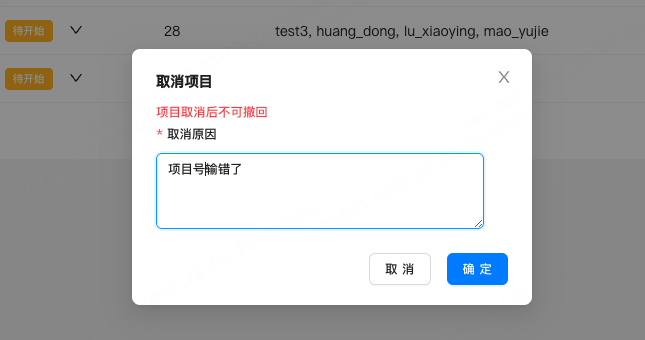 待开始 28 test3, huang_dong, lu_xiaoying, mao_yujie
待开始
取消项目
项目取消后不可撤回
* 取消原因
项目号输错了
取 消 确 定